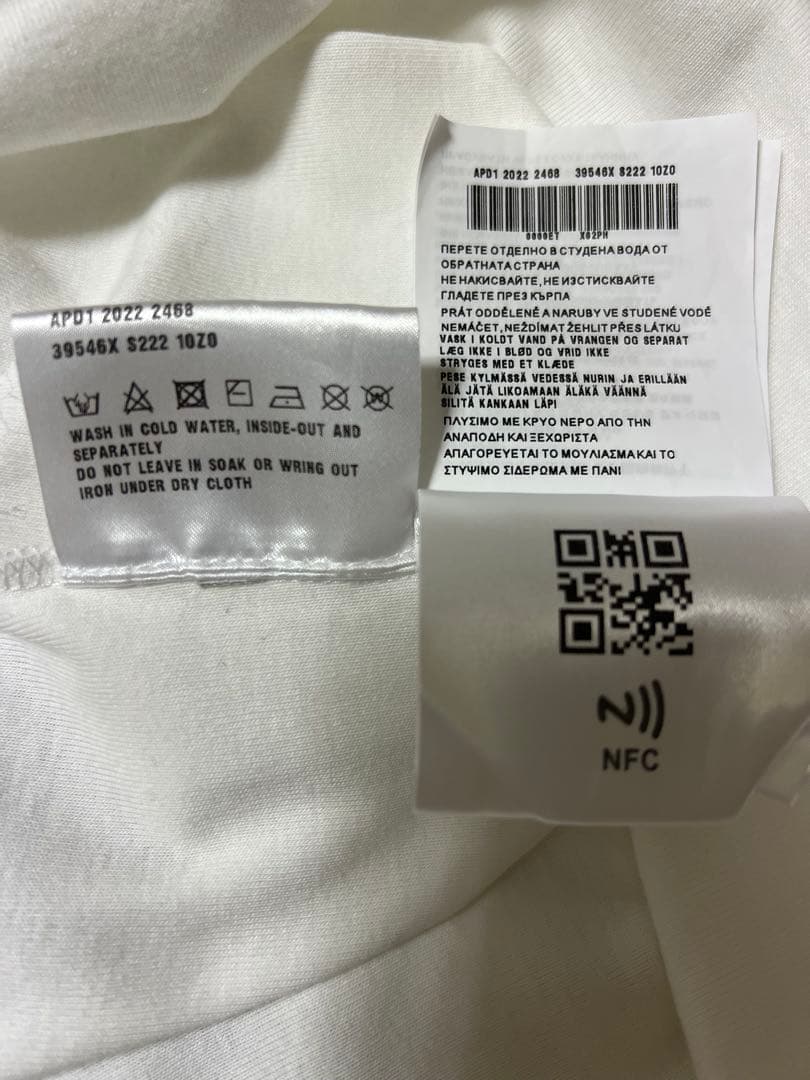 APD1 2022 2468
39546X S222 10Z0
WASH IN COLD WATER, INSIDE-OUT AND
SEPARATELY
DO NOT LEAVE IN SOAK OR WRING OUT
IRON UNDER DRY CLOTH
APD1 2022 2468 39546X S222 10Z0
0000ET X02PH
ПЕРЕТЕ ОТДЕЛНО В СТУДЕНА ВОДА ОТ
ОБРАТНАТА СТРАНА
НЕ НАКИСВАЙТЕ, НЕ ИЗСТИСКВАЙТЕ
ГЛАДЕТЕ ПРЕЗ КЪРПА
PRÁT ODDĚLENĚ A NARUBY VE STUDENÉ VODĚ
NEMÁČET, NEŽDÍMAT ŽEHLIT PŘES LÁTKU
VASK I KOLDT VAND PÅ VRANGEN OG SEPARAT
LÆG IKKE I BLØD OG VRID IKKE
STRYGES MED ET KLÆDE
PESE KYLMÄSSÄ VEDESSÄ NURIN JA ERILLÄÄN
ÄLÄ JÄTÄ LIKOAMAAN ÄLÄKÄ VÄÄNNÄ
SILITÄ KANKAAN LÄPI
ΠΛΥΣΙΜΟ ΜΕ ΚΡΥΟ ΝΕΡΟ ΑΠΟ ΤΗΝ
ΑΝΑΠΟΔΗ ΚΑΙ ΞΕΧΩΡΙΣΤΑ
ΑΠΑΓΟΡΕΥΕΤΑΙ ΤΟ ΜΟΥΛΙΑΣΜΑ ΚΑΙ ΤΟ
ΣΤΥΨΙΜΟ ΣΙΔΕΡΩΜΑ ΜΕ ΠΑΝΙ
NFC